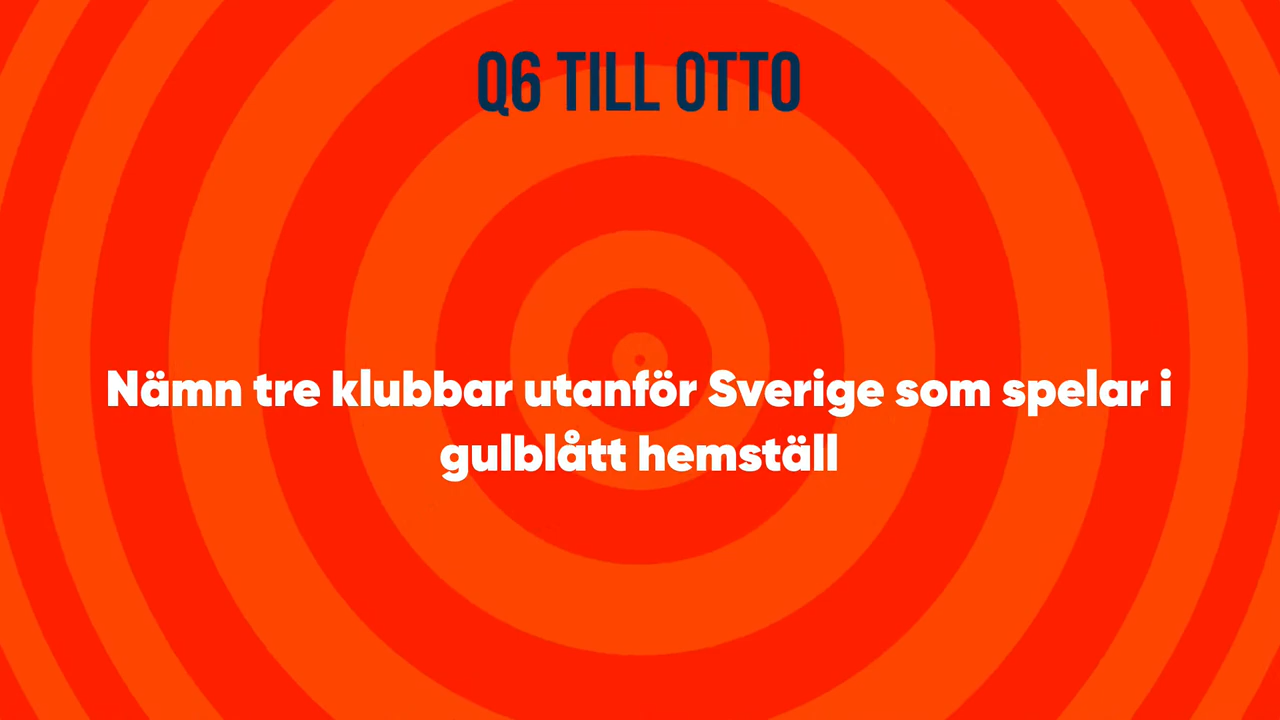 Q6 TILL OTTO
Nämn tre klubbar utanför Sverige som spelar i
gulblått hemställ